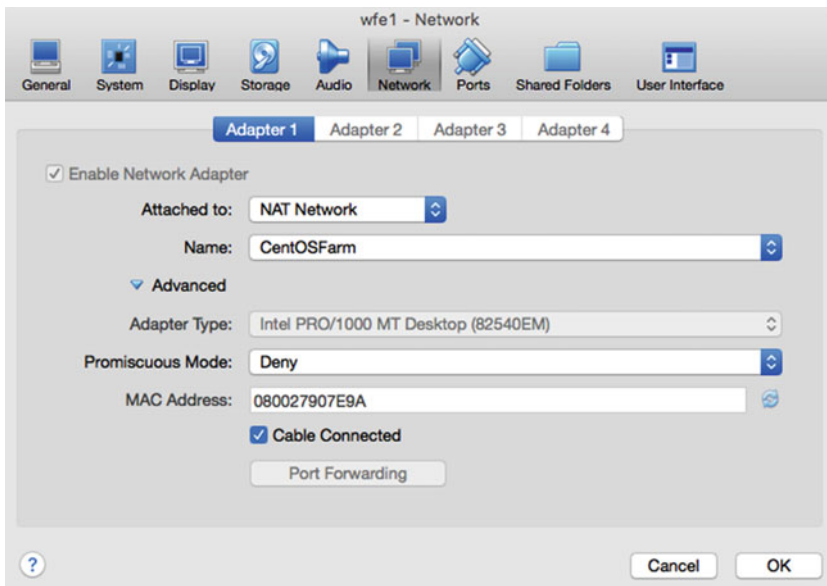 wfe1 - Network
General System Display Storage Audio Network Ports Shared Folders User Interface
Adapter 1 Adapter 2 Adapter 3 Adapter 4
Enable Network Adapter
Attached to: NAT Network
Name: CentOSFarm
Advanced
Adapter Type: Intel PRO/1000 MT Desktop (82540EM)
Promiscuous Mode: Deny
MAC Address: 080027907E9A
Cable Connected
Port Forwarding
? Cancel OK